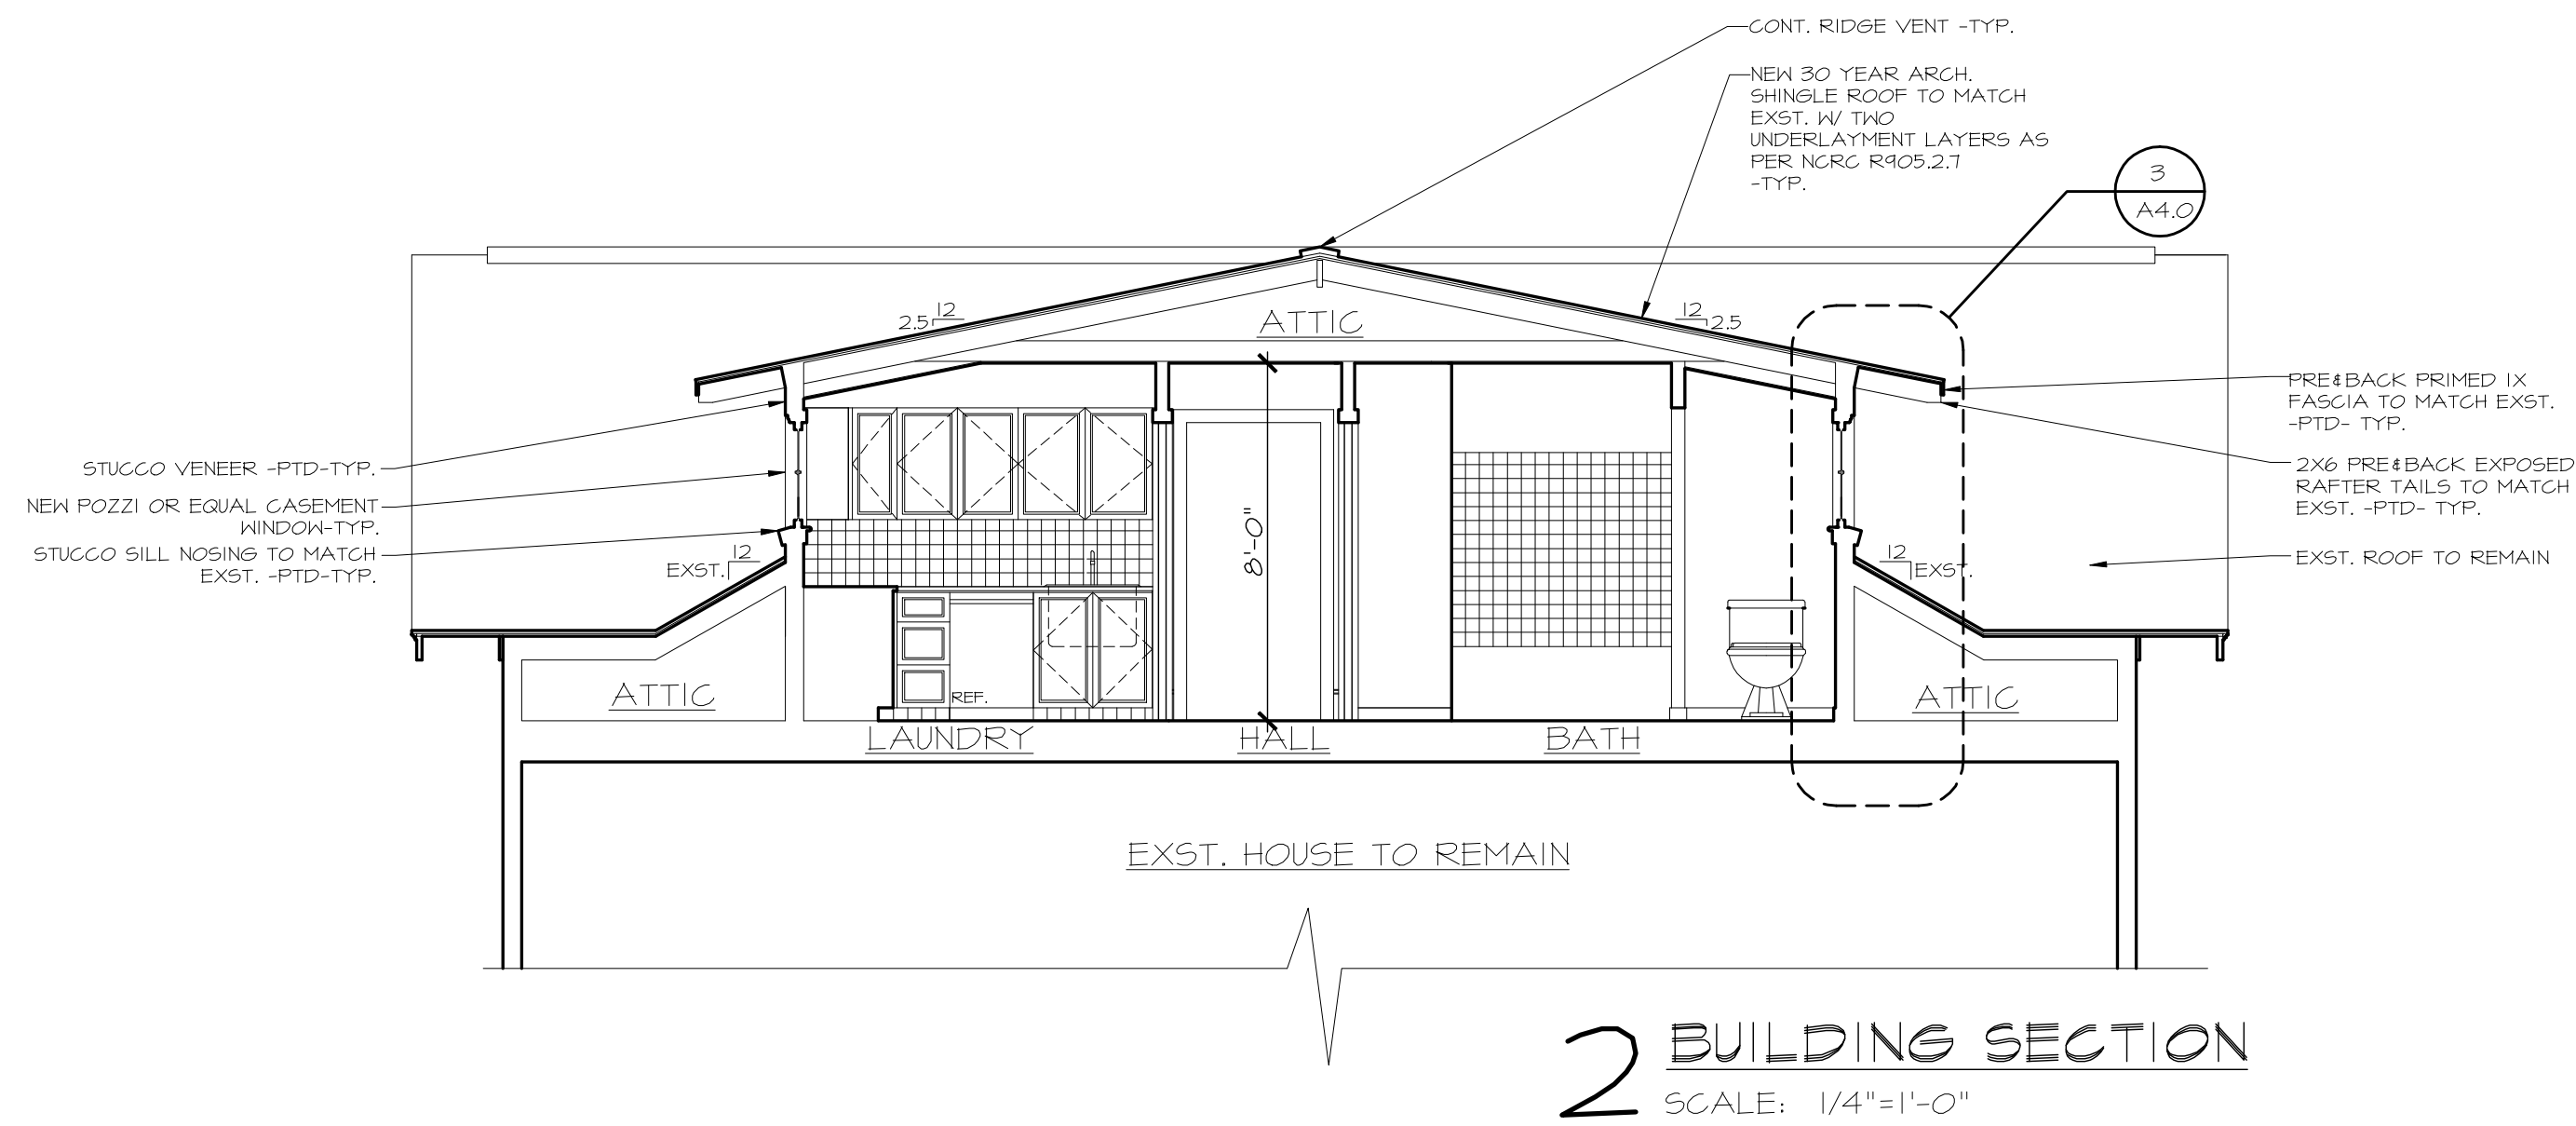 CONT. RIDGE VENT -TYP.
NEW 30 YEAR ARCH.
SHINGLE ROOF TO MATCH
EXST. W/ TWO
UNDERLAYMENT LAYERS AS
PER NCRC R905.2.7
-TYP.
3
A4.0
12
2.5
ATTIC
12
2.5
PRE&BACK PRIMED 1X
FASCIA TO MATCH EXST.
-PTD- TYP.
2X6 PRE&BACK EXPOSED
RAFTER TAILS TO MATCH
EXST. -PTD- TYP.
EXST. ROOF TO REMAIN
STUCCO VENEER -PTD-TYP.
NEW POZZI OR EQUAL CASEMENT
WINDOW-TYP.
STUCCO SILL NOSING TO MATCH
EXST. -PTD-TYP.
12
EXST.
8'-0"
12
EXST.
ATTIC
REF.
ATTIC
LAUNDRY
HALL
BATH
EXST. HOUSE TO REMAIN
2 BUILDING SECTION
SCALE: 1/4"=1'-0"